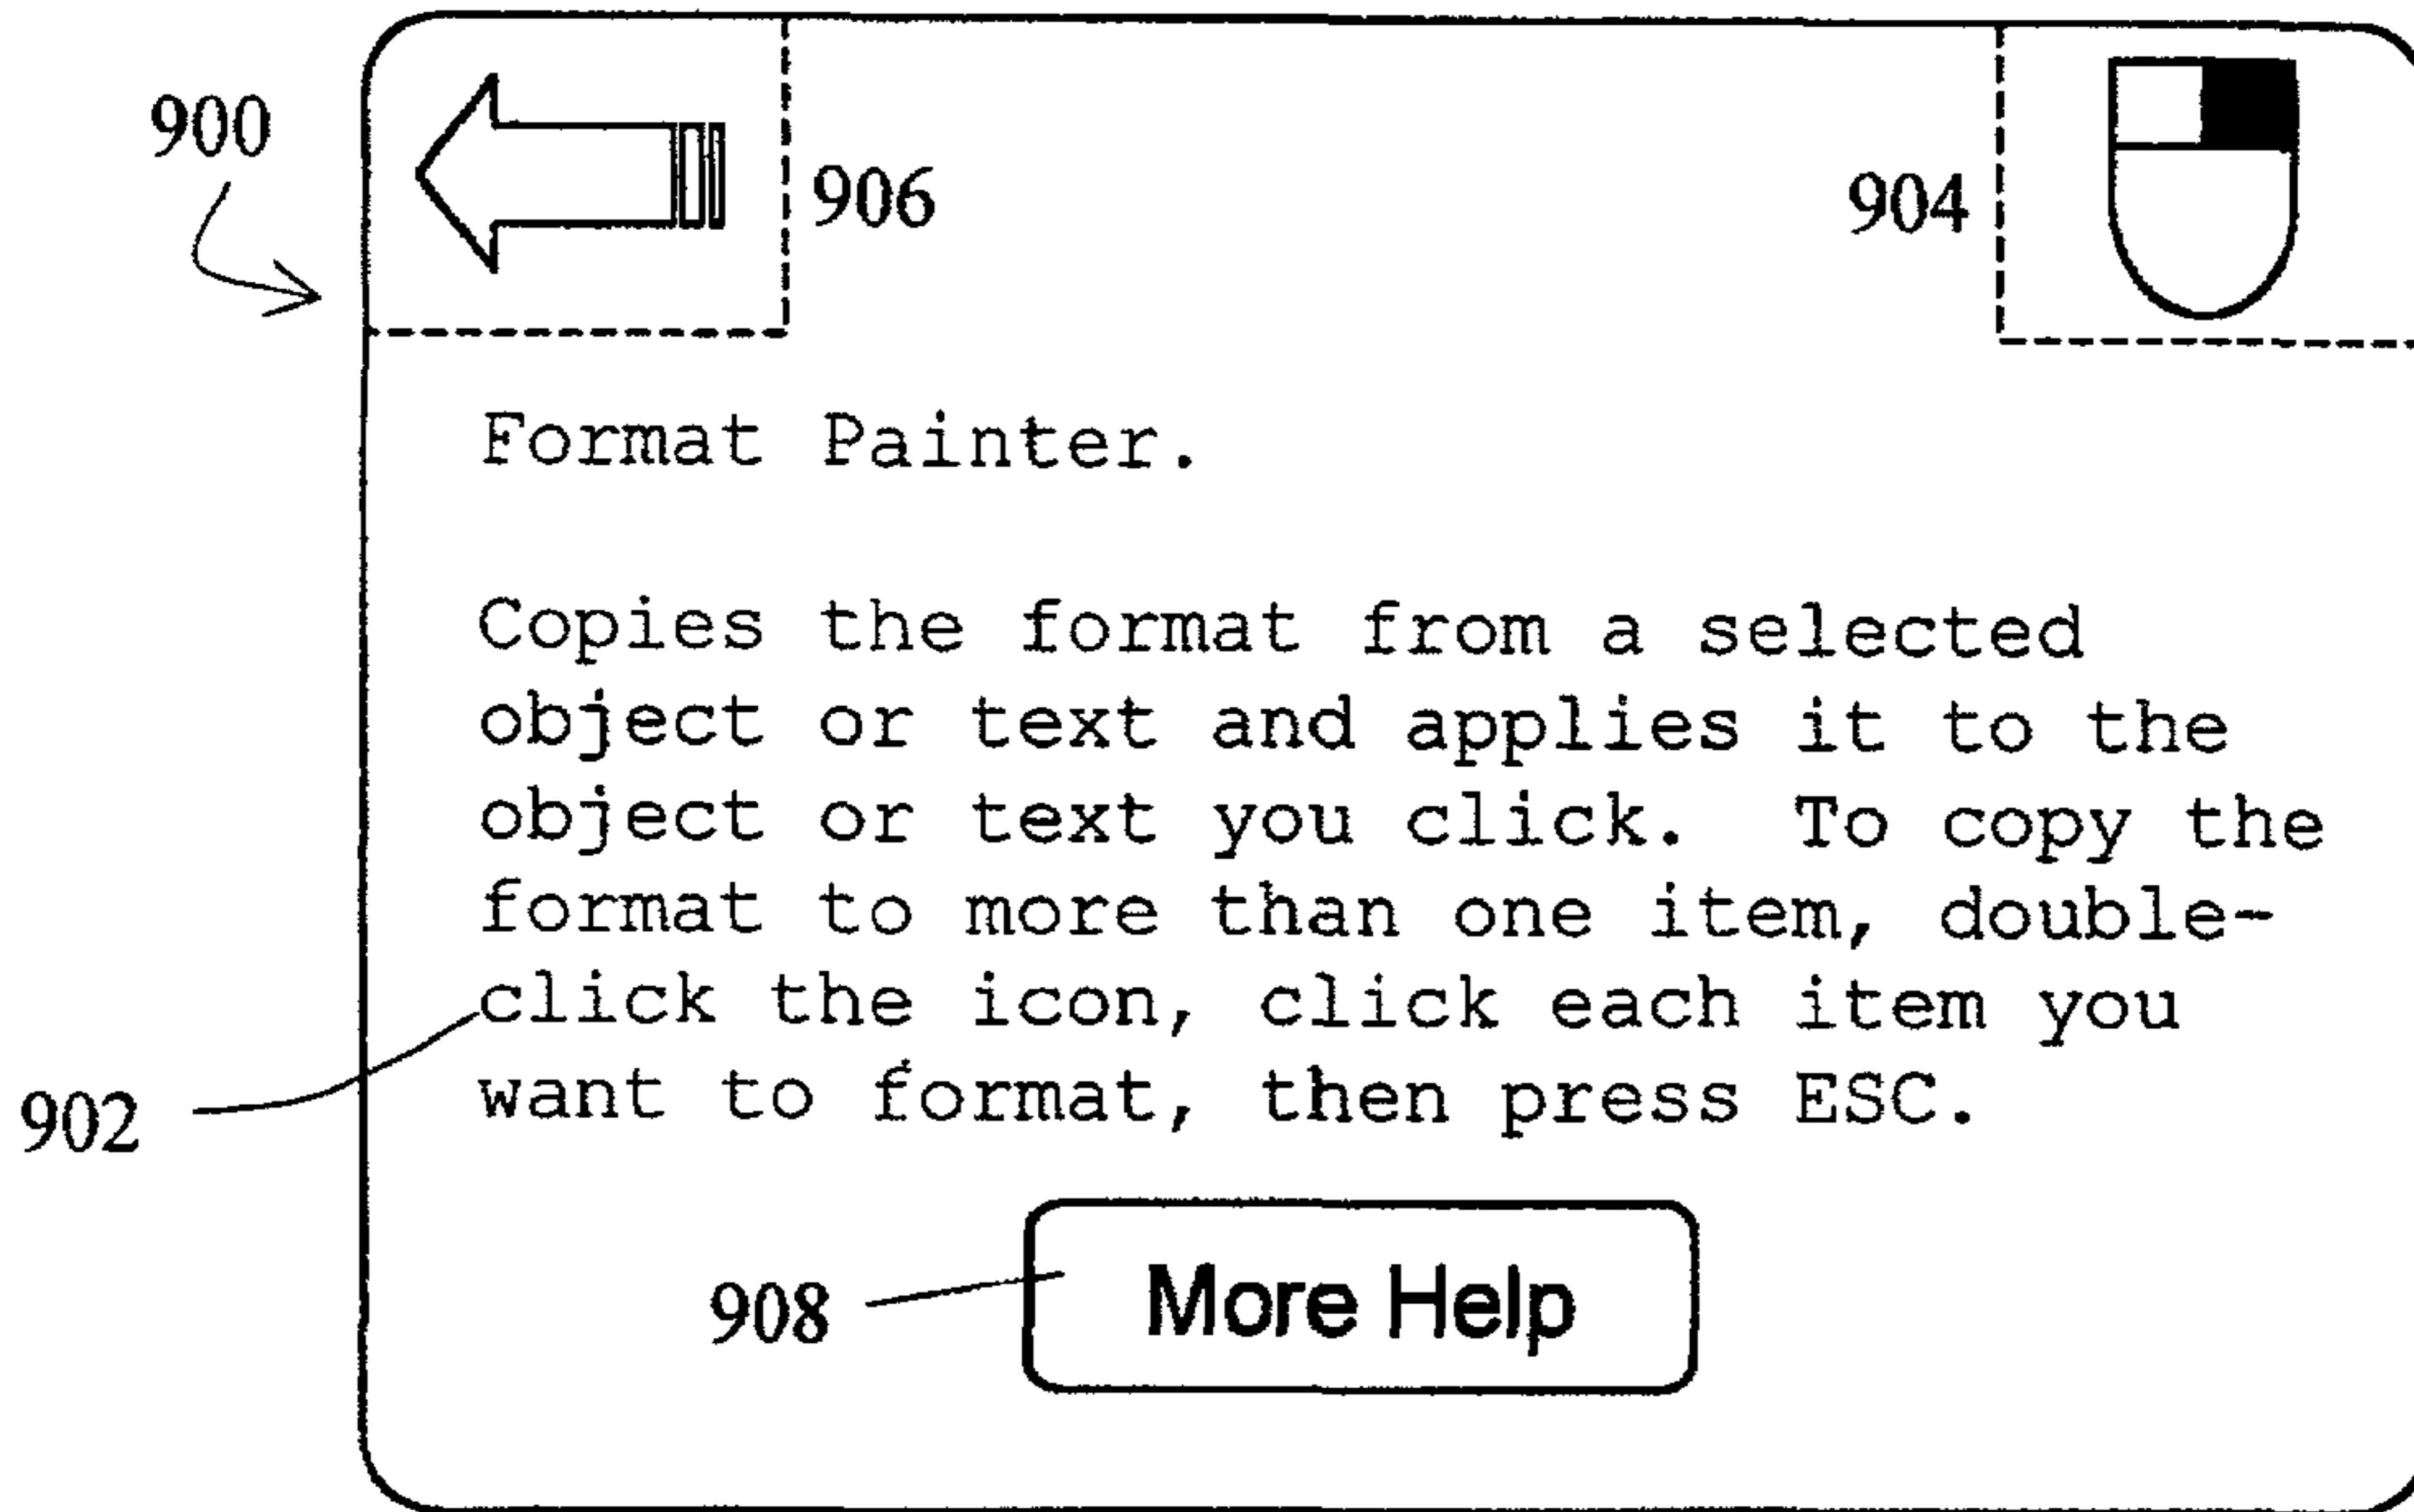 900
906
904
Format Painter.
Copies the format from a selected
object or text and applies it to the
object or text you click. To copy the
format to more than one item, double-
click the icon, click each item you
want to format, then press ESC.
902
908
More Help